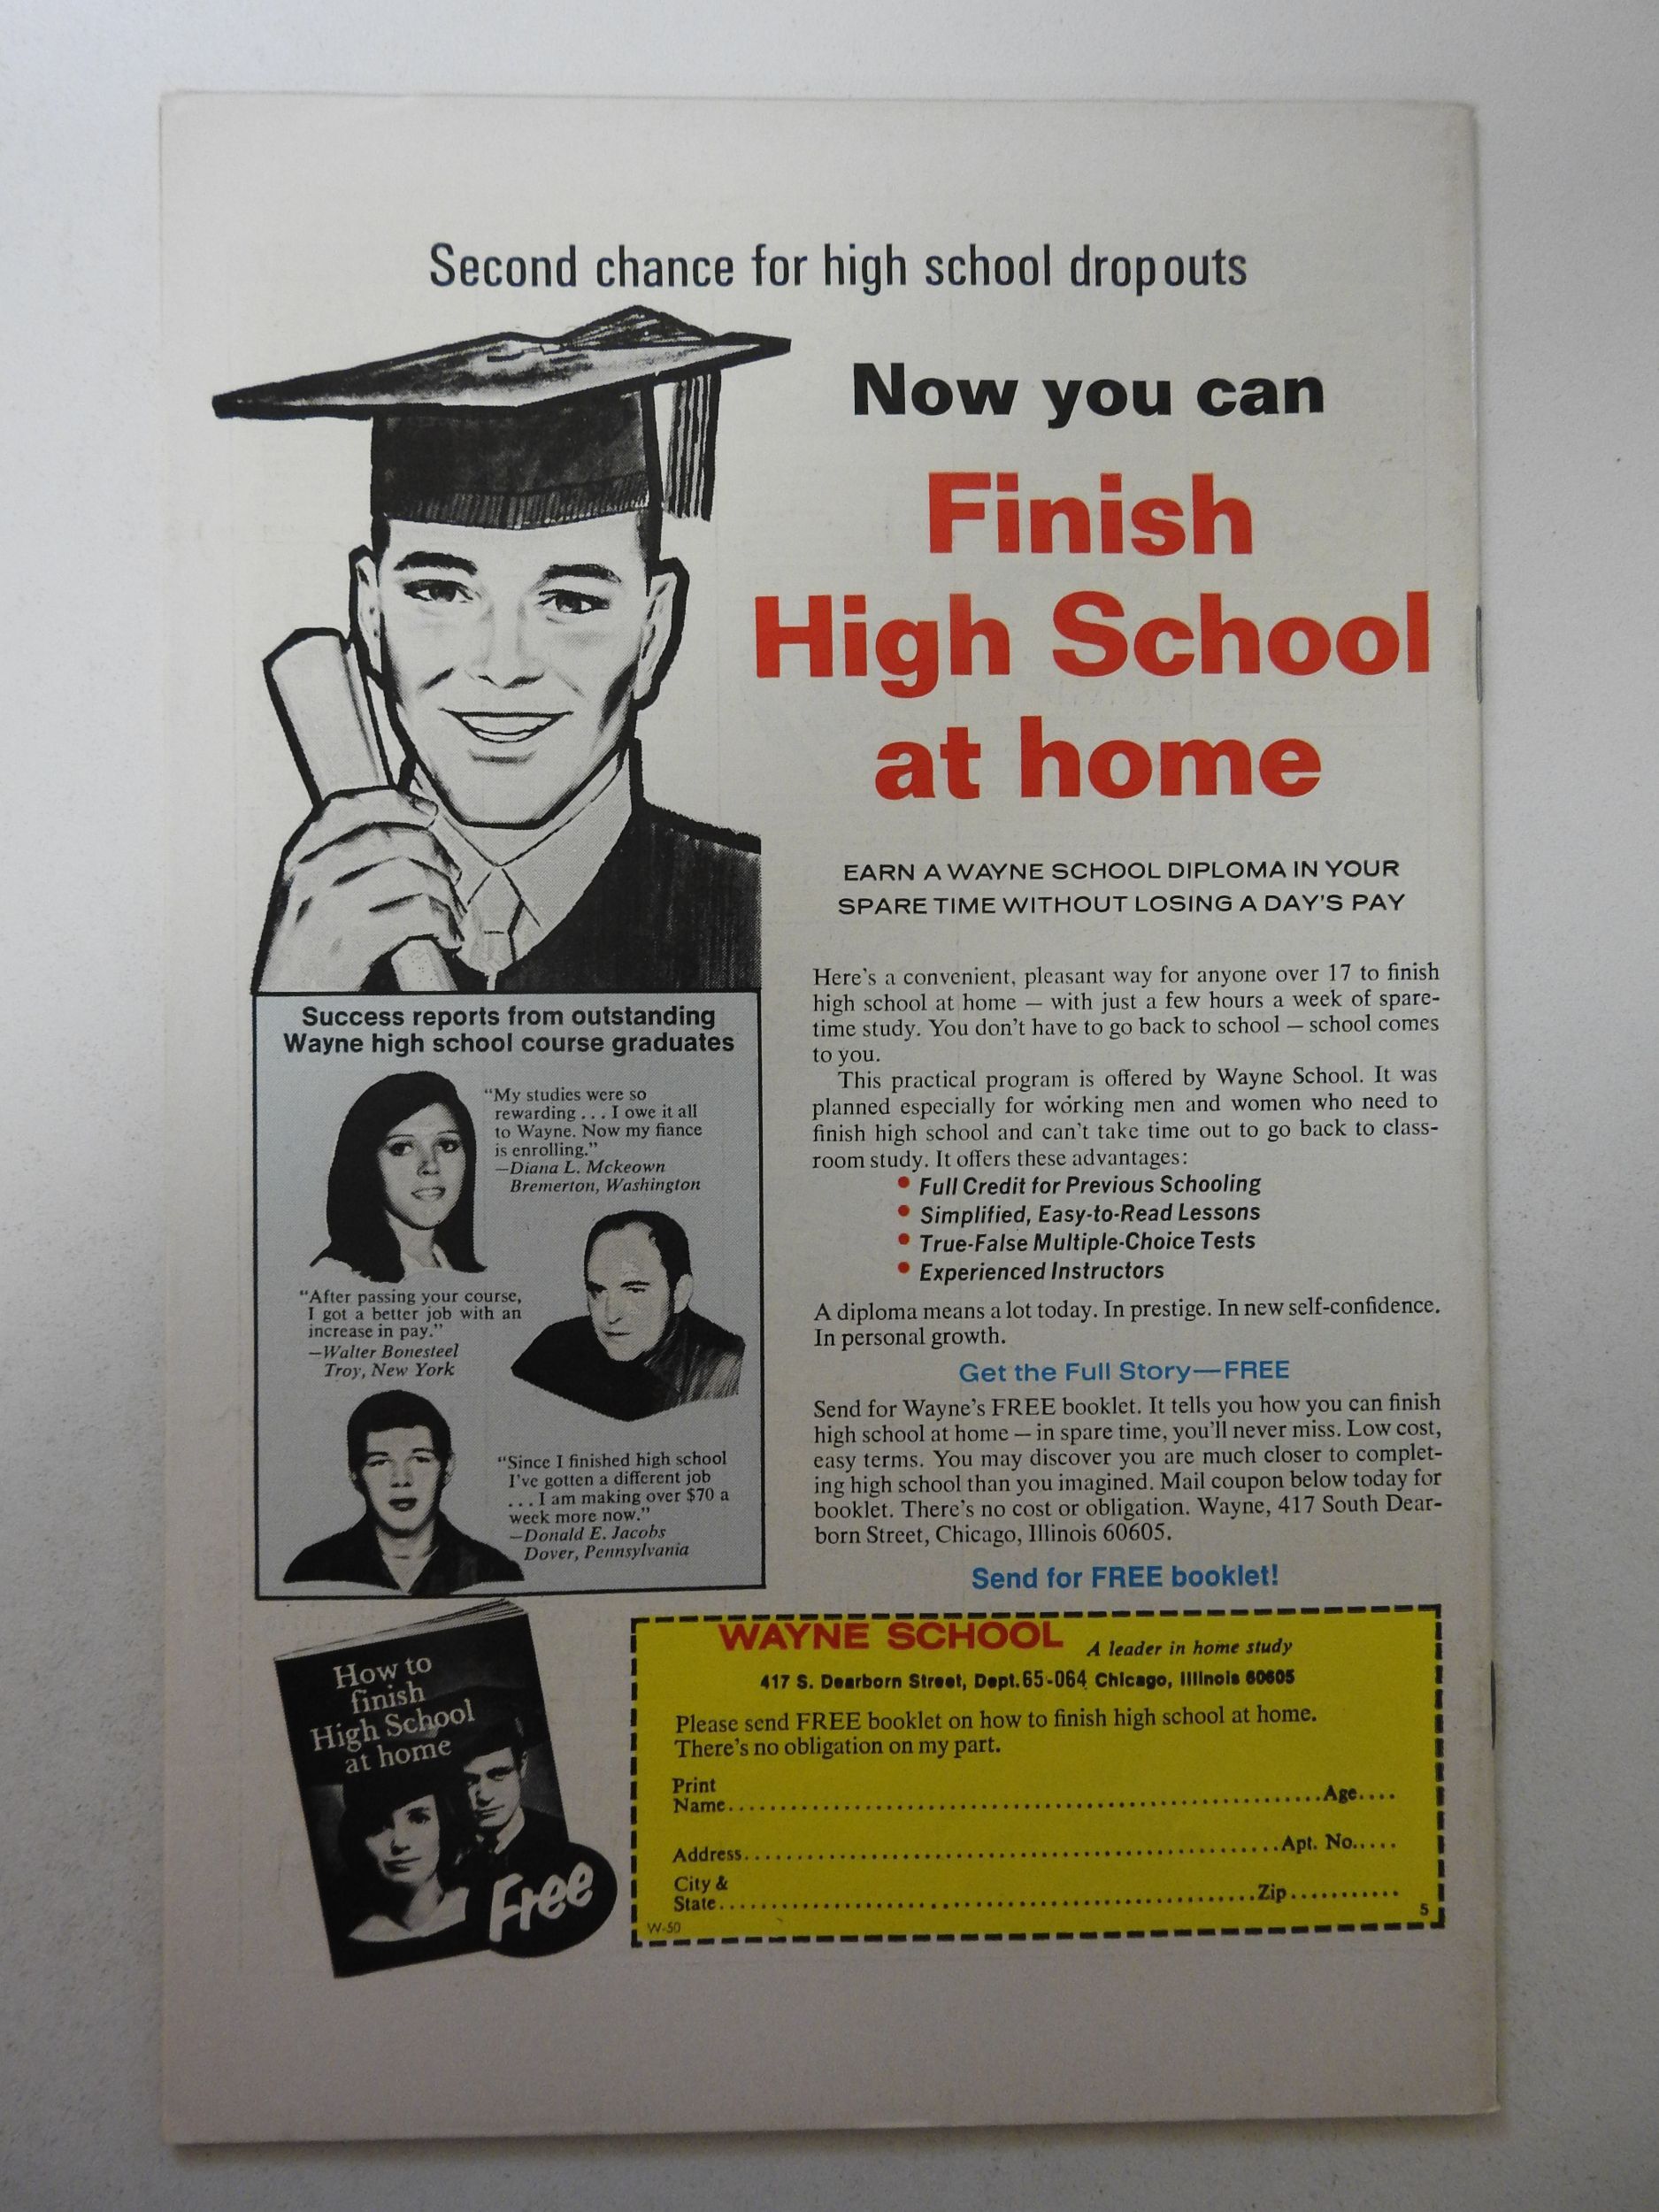 Second chance for high school dropouts
Now you can
Finish
High School
at home
EARN A WAYNE SCHOOL DIPLOMA IN YOUR
SPARE TIME WITHOUT LOSING A DAY'S PAY
Here's a convenient, pleasant way for anyone over 17 to finish
high school at home — with just a few hours a week of spare-
time study. You don't have to go back to school — school comes
to you.
This practical program is offered by Wayne School. It was
planned especially for working men and women who need to
finish high school and can't take time out to go back to class-
room study. It offers these advantages:
• Full Credit for Previous Schooling
• Simplified, Easy-to-Read Lessons
• True-False Multiple-Choice Tests
• Experienced Instructors
A diploma means a lot today. In prestige. In new self-confidence.
In personal growth.
Get the Full Story—FREE
Send for Wayne's FREE booklet. It tells you how you can finish
high school at home — in spare time, you'll never miss. Low cost,
easy terms. You may discover you are much closer to complet-
ing high school than you imagined. Mail coupon below today for
booklet. There's no cost or obligation. Wayne, 417 South Dear-
born Street, Chicago, Illinois 60605.
Send for FREE booklet!
Success reports from outstanding
Wayne high school course graduates
"My studies were so
rewarding . . . I owe it all
to Wayne. Now my fiance
is enrolling."
—Diana L. Mckeown
Bremerton, Washington
"After passing your course,
I got a better job with an
increase in pay."
—Walter Bonesteel
Troy, New York
"Since I finished high school
I've gotten a different job
. . . I am making over $70 a
week more now."
—Donald E. Jacobs
Dover, Pennsylvania
How to
finish
High School
at home
Free
WAYNE SCHOOL A leader in home study
417 S. Dearborn Street, Dept. 65-064 Chicago, Illinois 60605
Please send FREE booklet on how to finish high school at home.
There's no obligation on my part.
Print
Name..........Age....
Address..........Apt. No.....
City &
State..........Zip..........
W-50
5